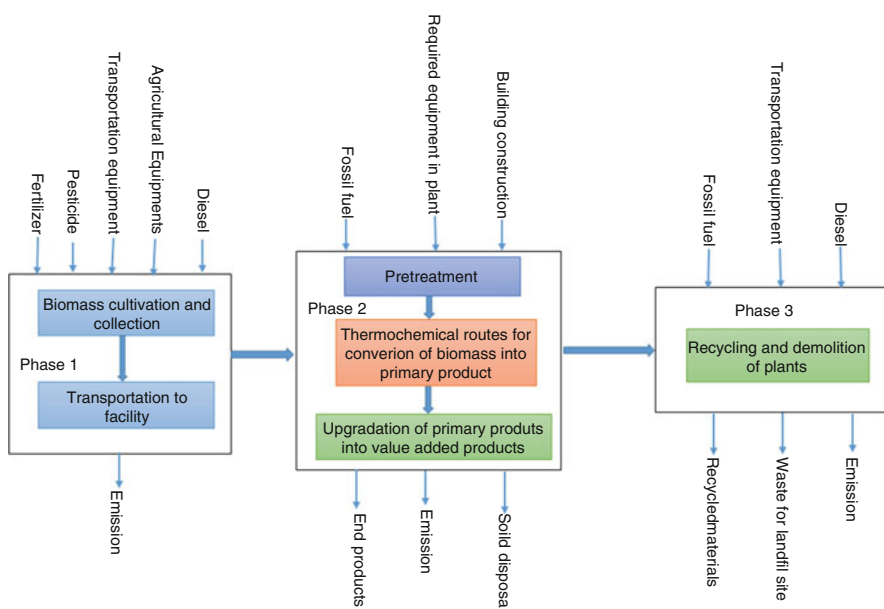 Fertilizer
Pesticide
Transportation equipment
Agricultural Equipments
Diesel
Biomass cultivation and
collection
Phase 1
Transportation to
facility
Emission
Fossil fuel
Required equipment in plant
Building construction
Pretreatment
Phase 2
Thermochemical routes for
converion of biomass into
primary product
Upgradation of primary produts
into value added products
End products
Emission
Soild disposa
Fossil fuel
Transportation equipment
Diesel
Phase 3
Recycling and demolition
of plants
Recycledmaterials
Waste for landfil site
Emission